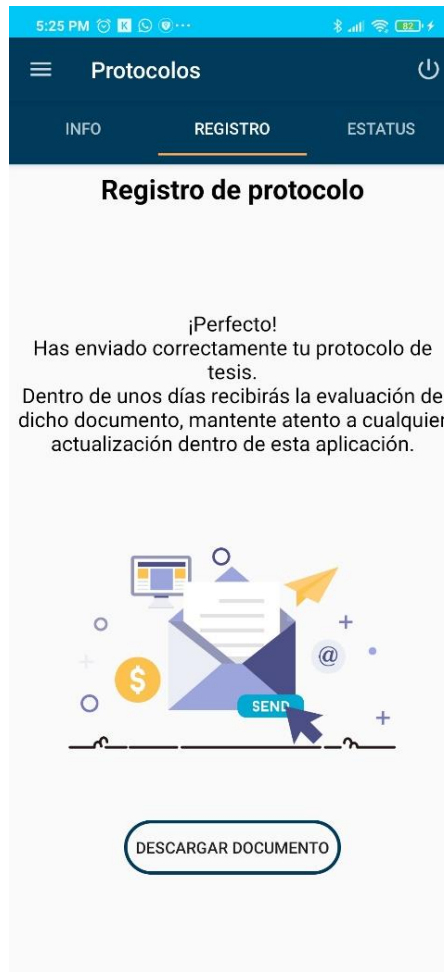 5:25 PM K 82
Protocolos
INFO REGISTRO ESTATUS
Registro de protocolo
¡Perfecto!
Has enviado correctamente tu protocolo de
tesis.
Dentro de unos días recibirás la evaluación de
dicho documento, mantente atento a cualquier
actualización dentro de esta aplicación.
$ @
SEND
DESCARGAR DOCUMENTO